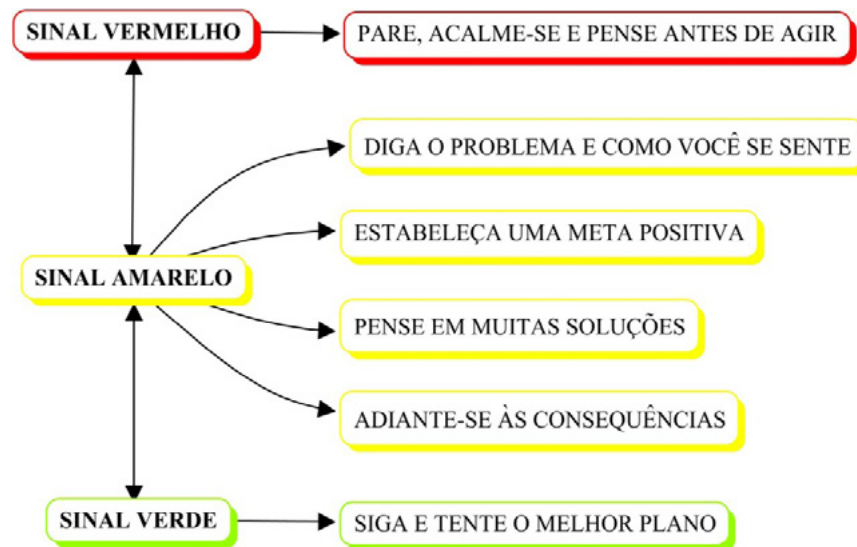 SINAL VERMELHO
PARE, ACALME-SE E PENSE ANTES DE AGIR
DIGA O PROBLEMA E COMO VOCÊ SE SENTE
ESTABELEÇA UMA META POSITIVA
SINAL AMARELO
PENSE EM MUITAS SOLUÇÕES
ADIANTE-SE ÀS CONSEQUÊNCIAS
SINAL VERDE
SIGA E TENTE O MELHOR PLANO